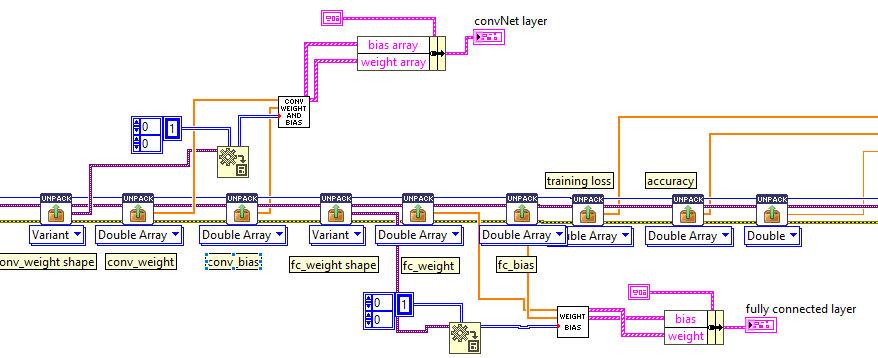 convNet layer
bias array
weight array
CONV
WEIGHT
AND
BIAS
0
1
0
training loss
accuracy
UNPACK
UNPACK
UNPACK
UNPACK
UNPACK
UNPACK
UNPACK
UNPACK
UNPACK
Variant
Double Array
Double Array
Variant
Double Array
Double Array
uble Array
Double Array
Double
onv_weight shape
conv_weight
conv_bias
fc_weight shape
fc_weight
fc_bias
0
1
0
WEIGHT
BIAS
bias
weight
fully connected layer